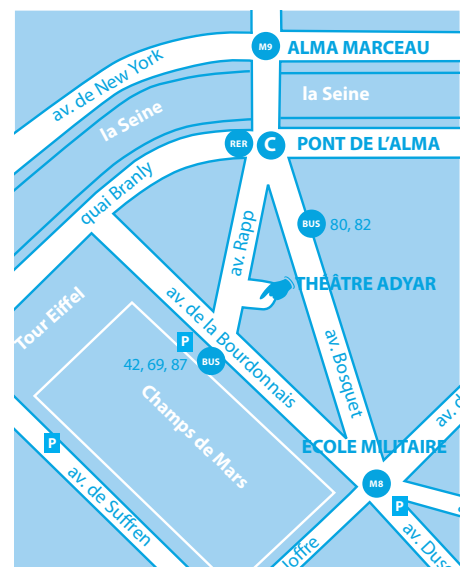 M9 ALMA MARCEAU
av. de New York
la Seine
la Seine
RER C PONT DE L’ALMA
quai Branly
BUS 80, 82
av. Rapp
THÉÂTRE ADYAR
Tour Eiffel
av. de la Bourdonnais
P
42, 69, 87 BUS
av. Bosquet
Champs de Mars
P
ECOLE MILITAIRE
M8
P
av. de Suffren